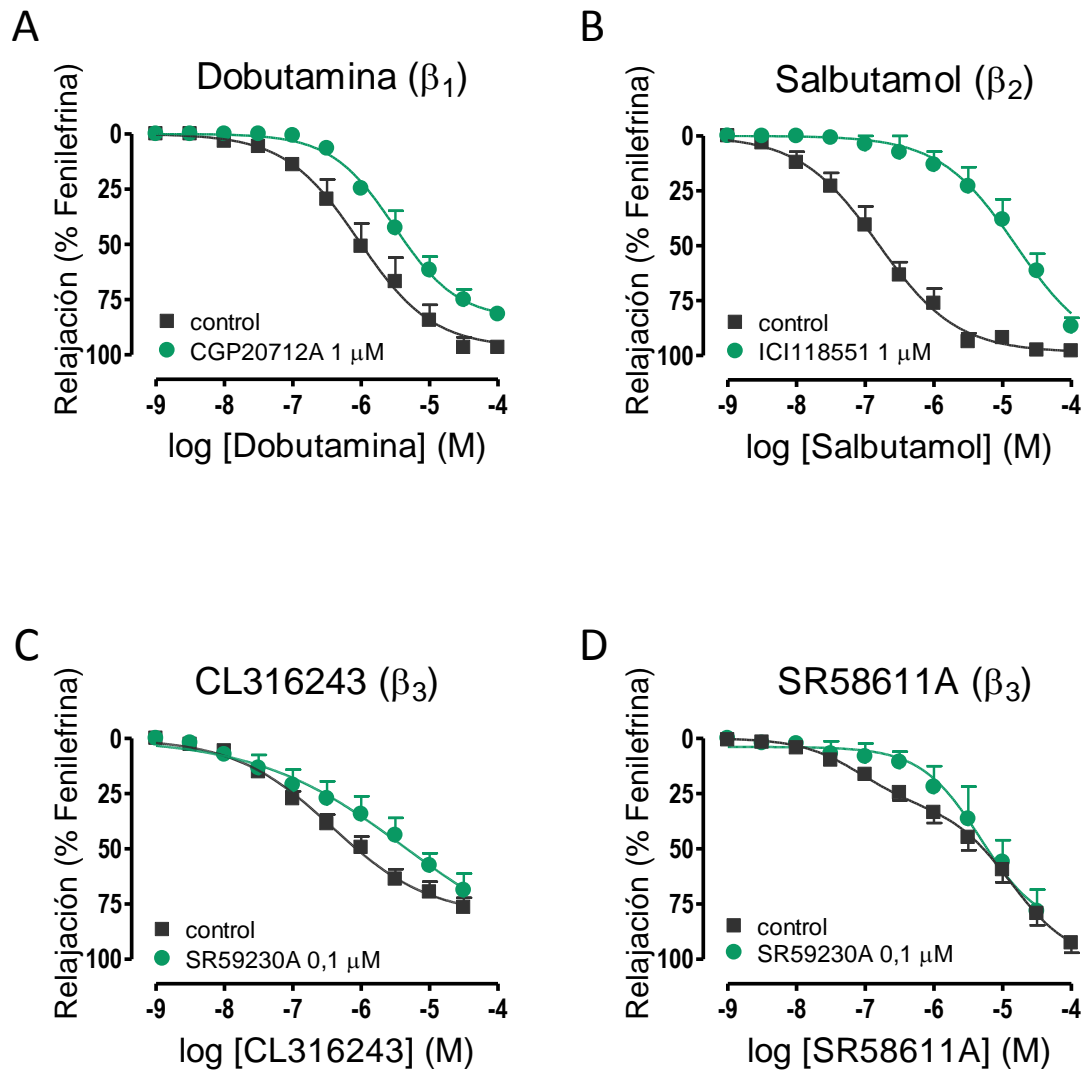 A
Dobutamina (β₁)
Relajación (% Fenilefrina)
0
25
50
75
100
control
CGP20712A 1 μM
-9 -8 -7 -6 -5 -4
log [Dobutamina] (M)
B
Salbutamol (β₂)
Relajación (% Fenilefrina)
0
25
50
75
100
control
ICI118551 1 μM
-9 -8 -7 -6 -5 -4
log [Salbutamol] (M)
C
CL316243 (β₃)
Relajación (% Fenilefrina)
0
25
50
75
100
control
SR59230A 0,1 μM
-9 -8 -7 -6 -5 -4
log [CL316243] (M)
D
SR58611A (β₃)
Relajación (% Fenilefrina)
0
25
50
75
100
control
SR59230A 0,1 μM
-9 -8 -7 -6 -5 -4
log [SR58611A] (M)